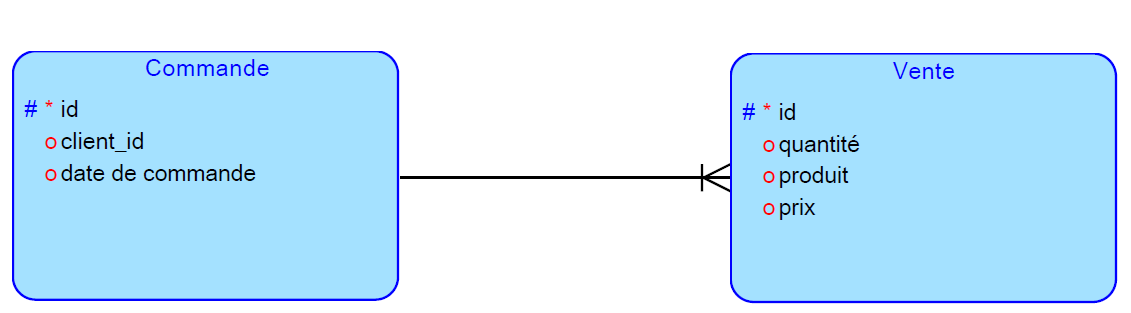 Commande
# * id
o client_id
o date de commande
Vente
# * id
o quantité
o produit
o prix